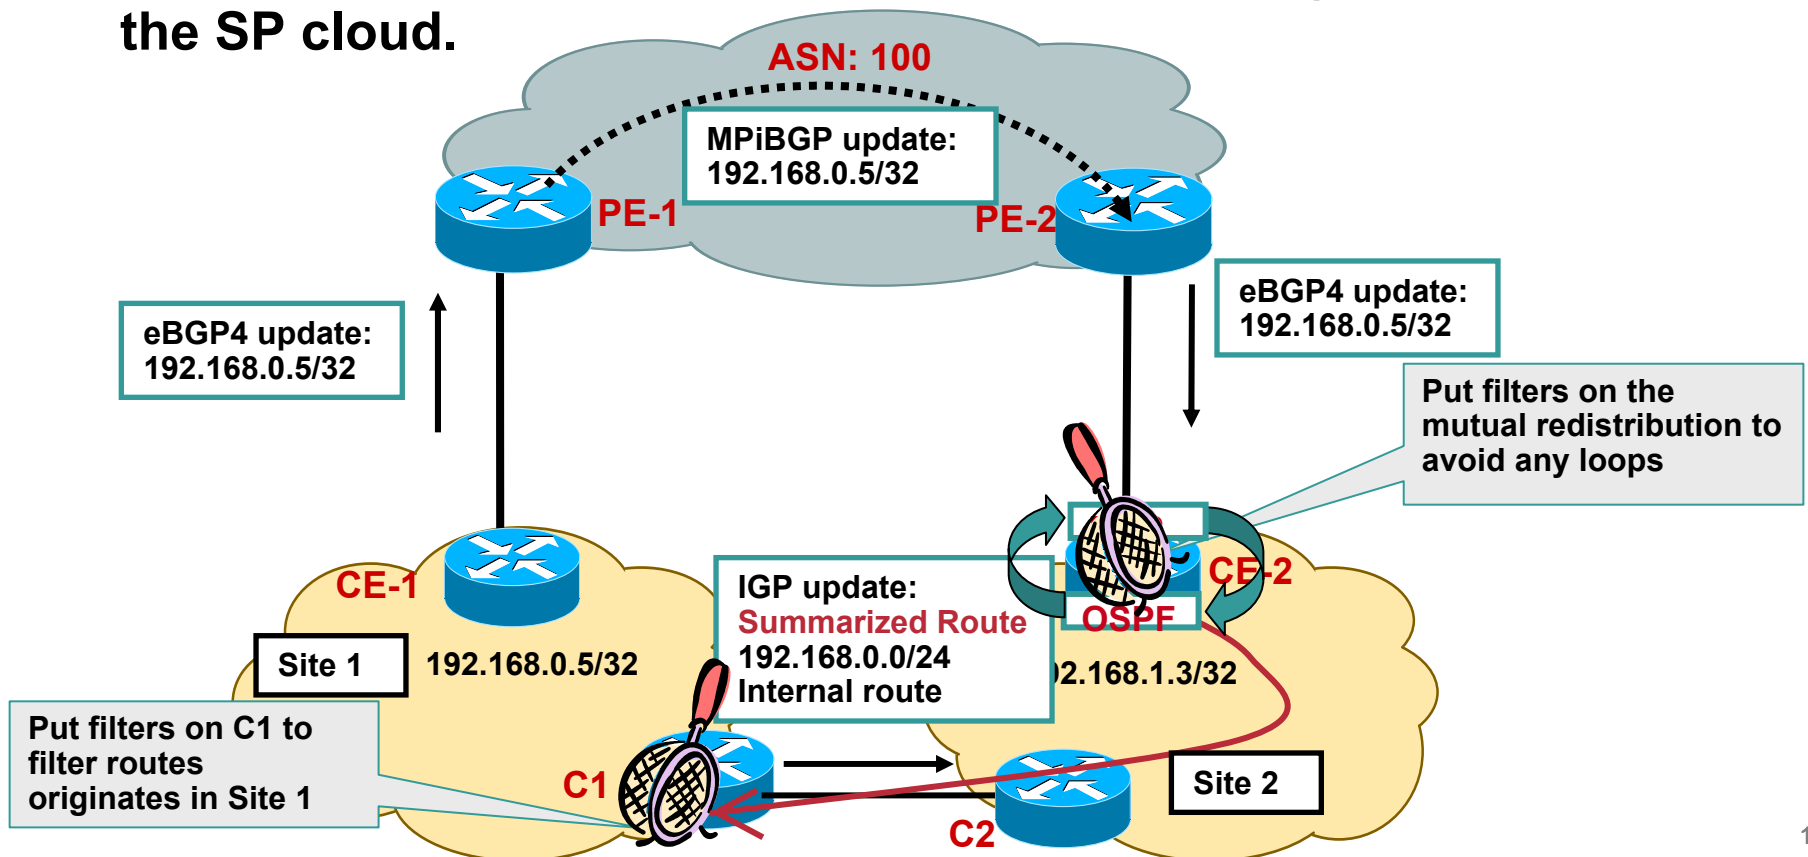 the SP cloud.
ASN: 100
MPiBGP update:
192.168.0.5/32
PE-1
PE-2
eBGP4 update:
192.168.0.5/32
eBGP4 update:
192.168.0.5/32
Put filters on the
mutual redistribution to
avoid any loops
CE-1
CE-2
OSPF
IGP update:
Summarized Route
192.168.0.0/24
Internal route
Site 1
192.168.0.5/32
2.168.1.3/32
Put filters on C1 to
filter routes
originates in Site 1
C1
C2
Site 2
1